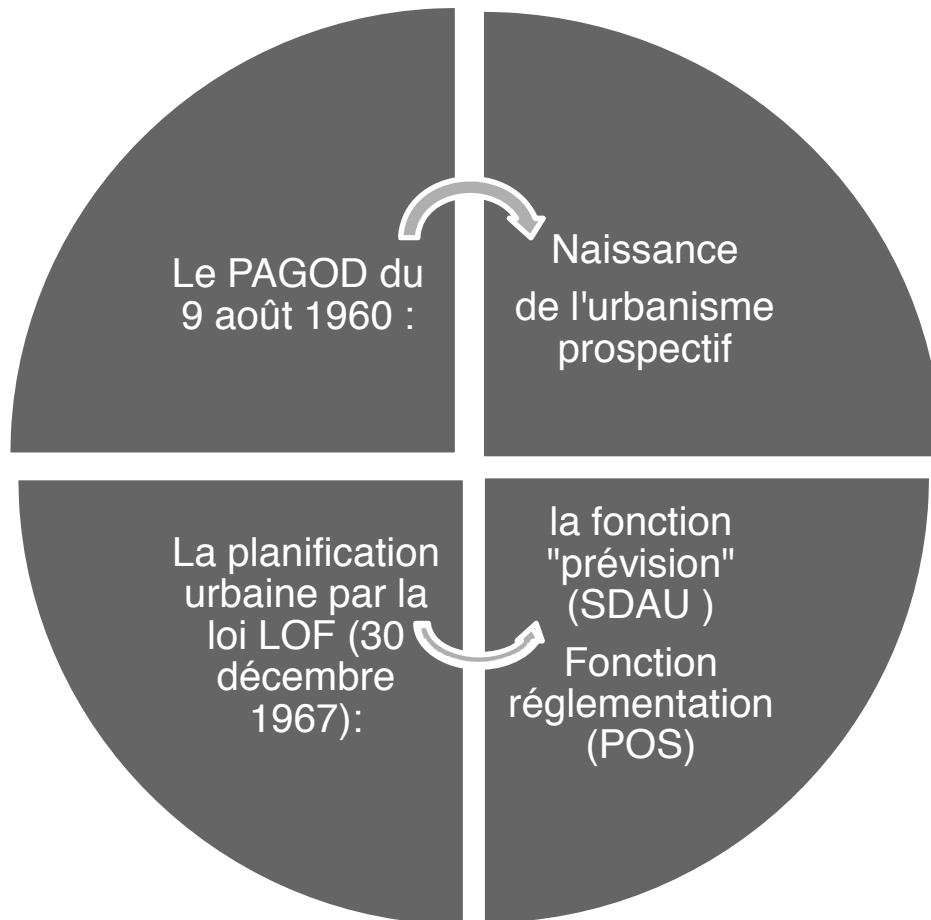 Le PAGOD du
9 août 1960 :
Naissance
de l'urbanisme
prospectif
La planification
urbaine par la
loi LOF (30
décembre
1967):
la fonction
"prévision"
(SDAU )
Fonction
réglementation
(POS)